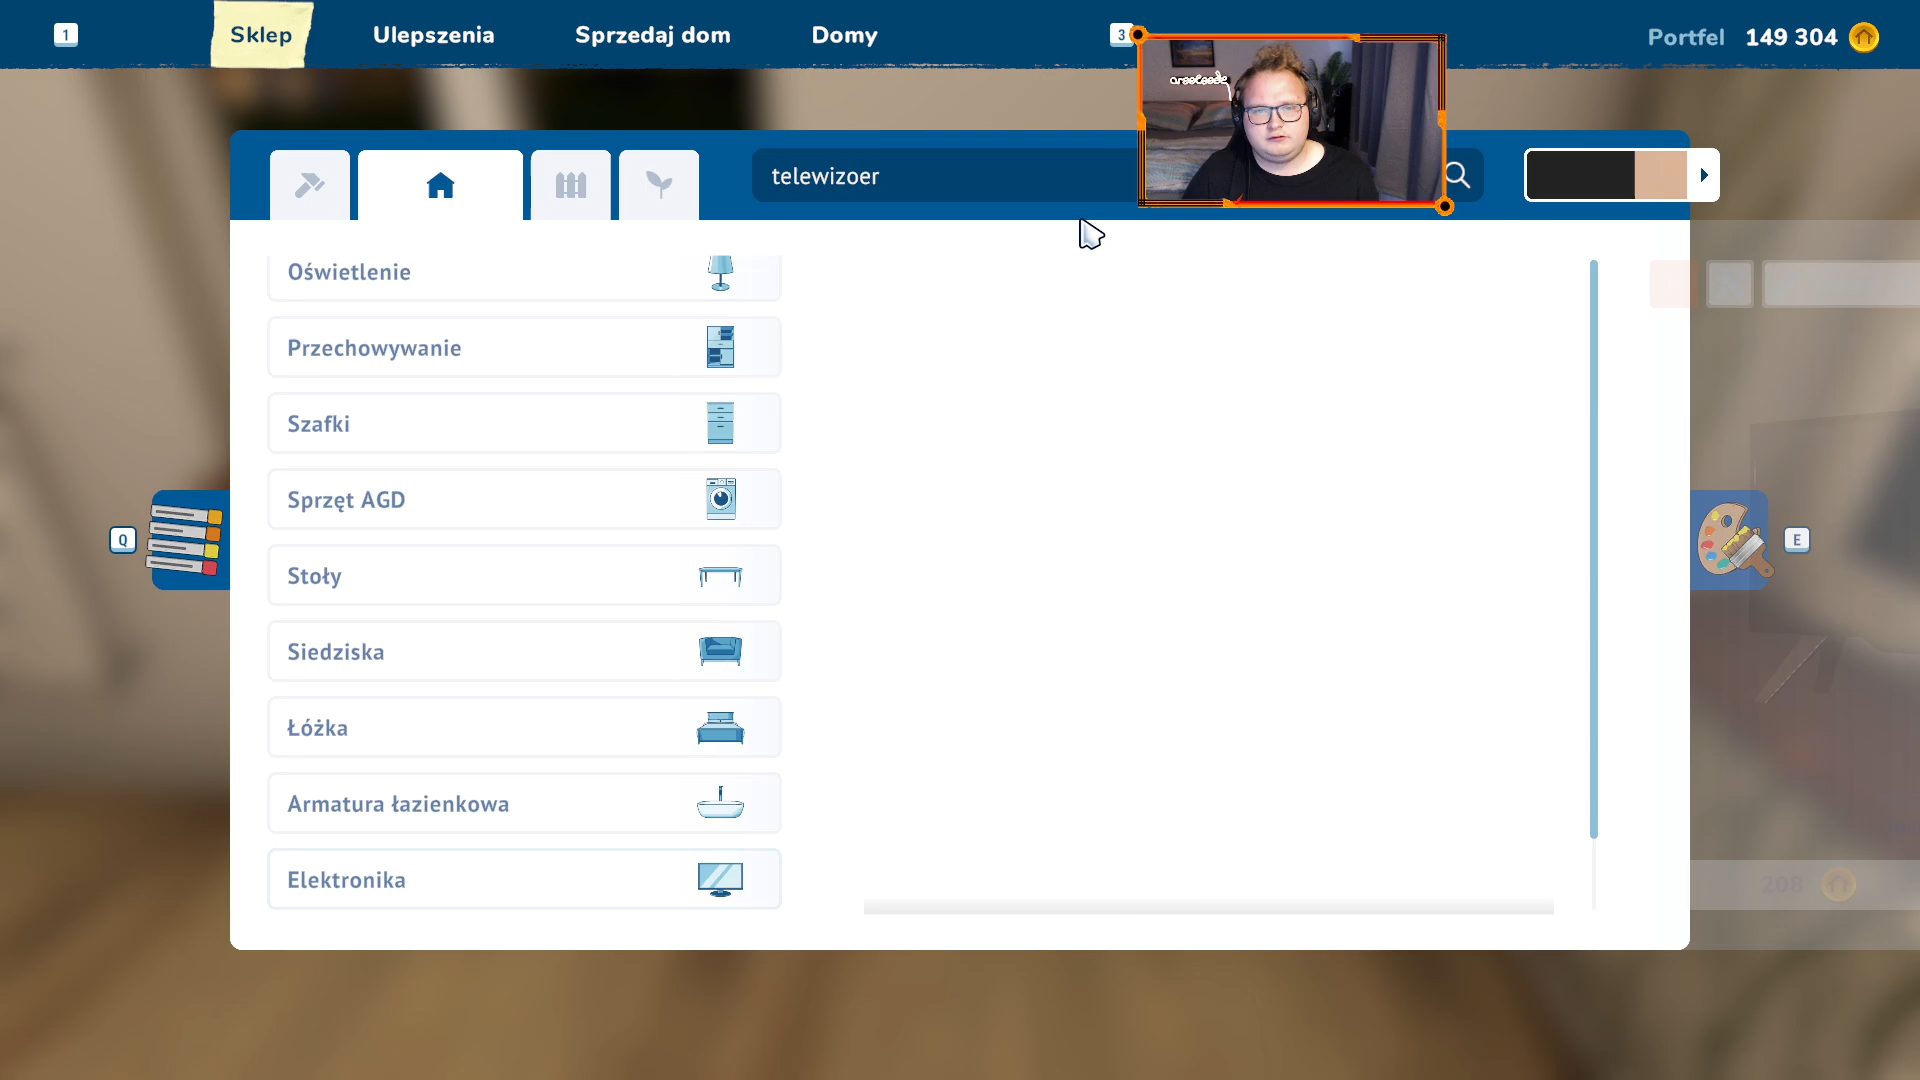 1 Sklep Ulepszenia Sprzedaj dom Domy 3 Portfel 149 304
telewizoer
Oświetlenie
Przechowywanie
Szafki
Sprzęt AGD
Q E
Stoły
Siedziska
Łóżka
Armatura łazienkowa
Elektronika
208